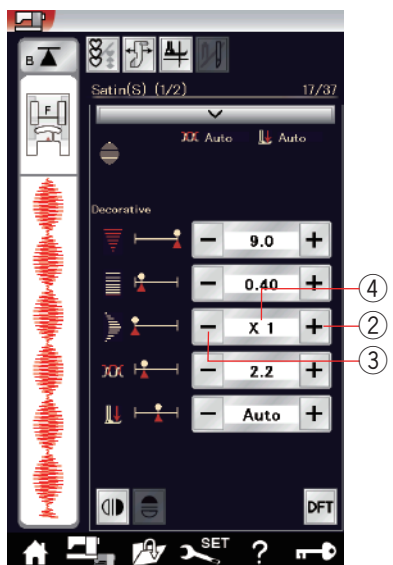 B
Satin(S) (1/2) 17/37
F
Auto Auto
Decorative
− 9.0 +
− 0.40 +
④
− X 1 +
②
③
− 2.2 +
− Auto +
DFT
SET
?